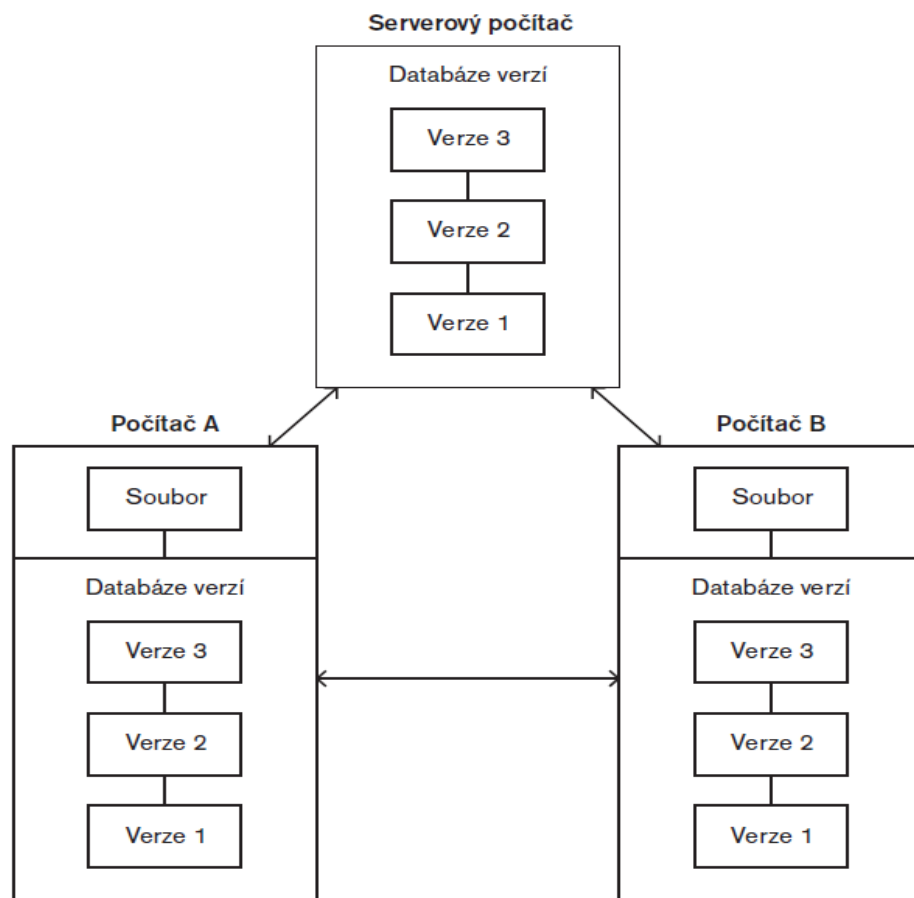 Serverový počítač
Databáze verzí
Verze 3
Verze 2
Verze 1
Počítač A
Soubor
Databáze verzí
Verze 3
Verze 2
Verze 1
Počítač B
Soubor
Databáze verzí
Verze 3
Verze 2
Verze 1